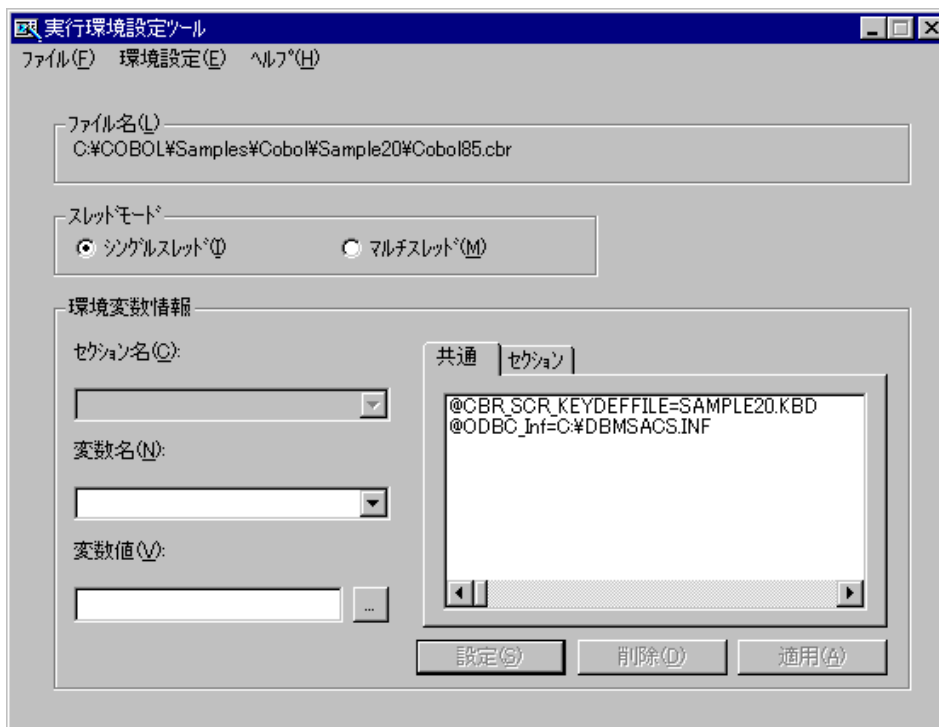 実行環境設定ツール
ファイル(F) 環境設定(E) ヘルプ(H)
ファイル名(L)
C:¥COBOL¥Samples¥Cobol¥Sample20¥Cobol85.cbr
スレッドモード
シングルスレッド(I) マルチスレッド(M)
環境変数情報
セクション名(C):
共通 セクション
@CBR_SCR_KEYDEFFILE=SAMPLE20.KBD
@ODBC_Inf=C:¥DBMSACS.INF
変数名(N):
変数値(V):
...
設定(S) 削除(D) 適用(A)